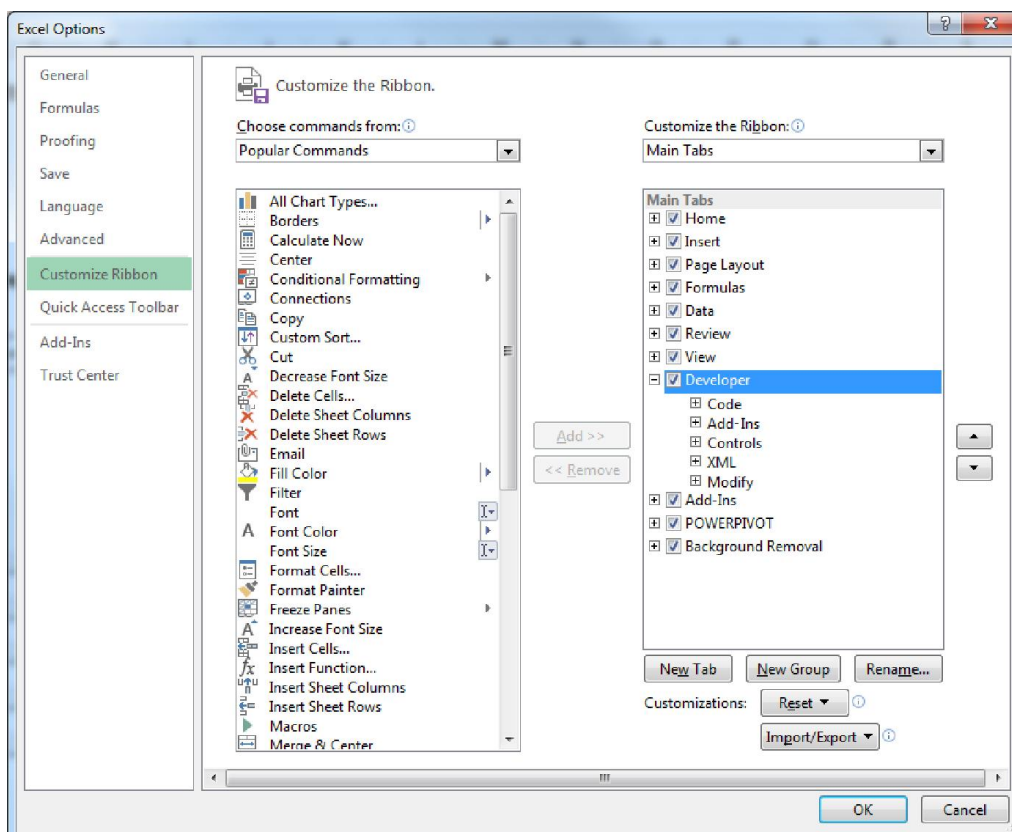 Excel Options
General
Formulas
Proofing
Save
Language
Advanced
Customize Ribbon
Quick Access Toolbar
Add-Ins
Trust Center
Customize the Ribbon.
Choose commands from:
Popular Commands
All Chart Types...
Borders
Calculate Now
Center
Conditional Formatting
Connections
Copy
Custom Sort...
Cut
Decrease Font Size
Delete Cells...
Delete Sheet Columns
Delete Sheet Rows
Email
Fill Color
Filter
Font
Font Color
Font Size
Format Cells...
Format Painter
Freeze Panes
Increase Font Size
Insert Cells...
Insert Function...
Insert Sheet Columns
Insert Sheet Rows
Macros
Merge & Center
Add >>
<< Remove
Customize the Ribbon:
Main Tabs
Main Tabs
Home
Insert
Page Layout
Formulas
Data
Review
View
Developer
Code
Add-Ins
Controls
XML
Modify
Add-Ins
POWERPIVOT
Background Removal
New Tab
New Group
Rename...
Customizations:
Reset
Import/Export
OK
Cancel